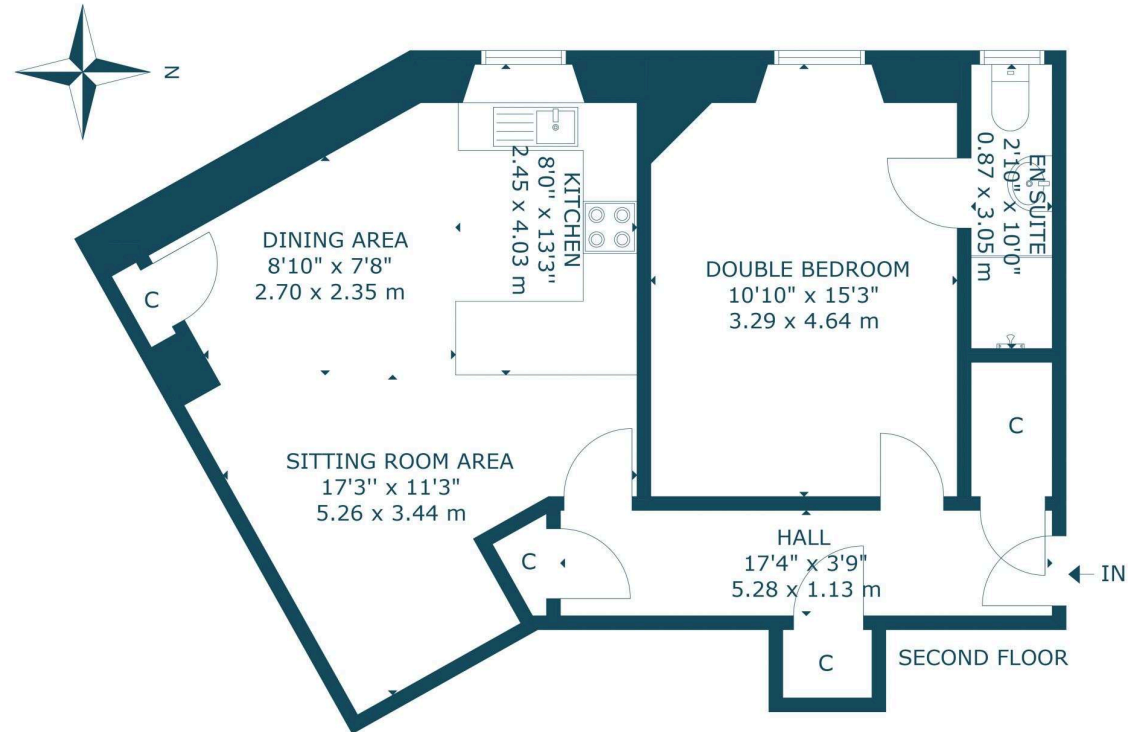 N
KITCHEN
8'0" x 13'3"
2.45 x 4.03 m
EN SUITE
2'10" x 10'0"
0.87 x 3.05 m
DINING AREA
8'10" x 7'8"
2.70 x 2.35 m
C
DOUBLE BEDROOM
10'10" x 15'3"
3.29 x 4.64 m
C
SITTING ROOM AREA
17'3'' x 11'3"
5.26 x 3.44 m
C
HALL
17'4" x 3'9"
5.28 x 1.13 m
IN
C
SECOND FLOOR